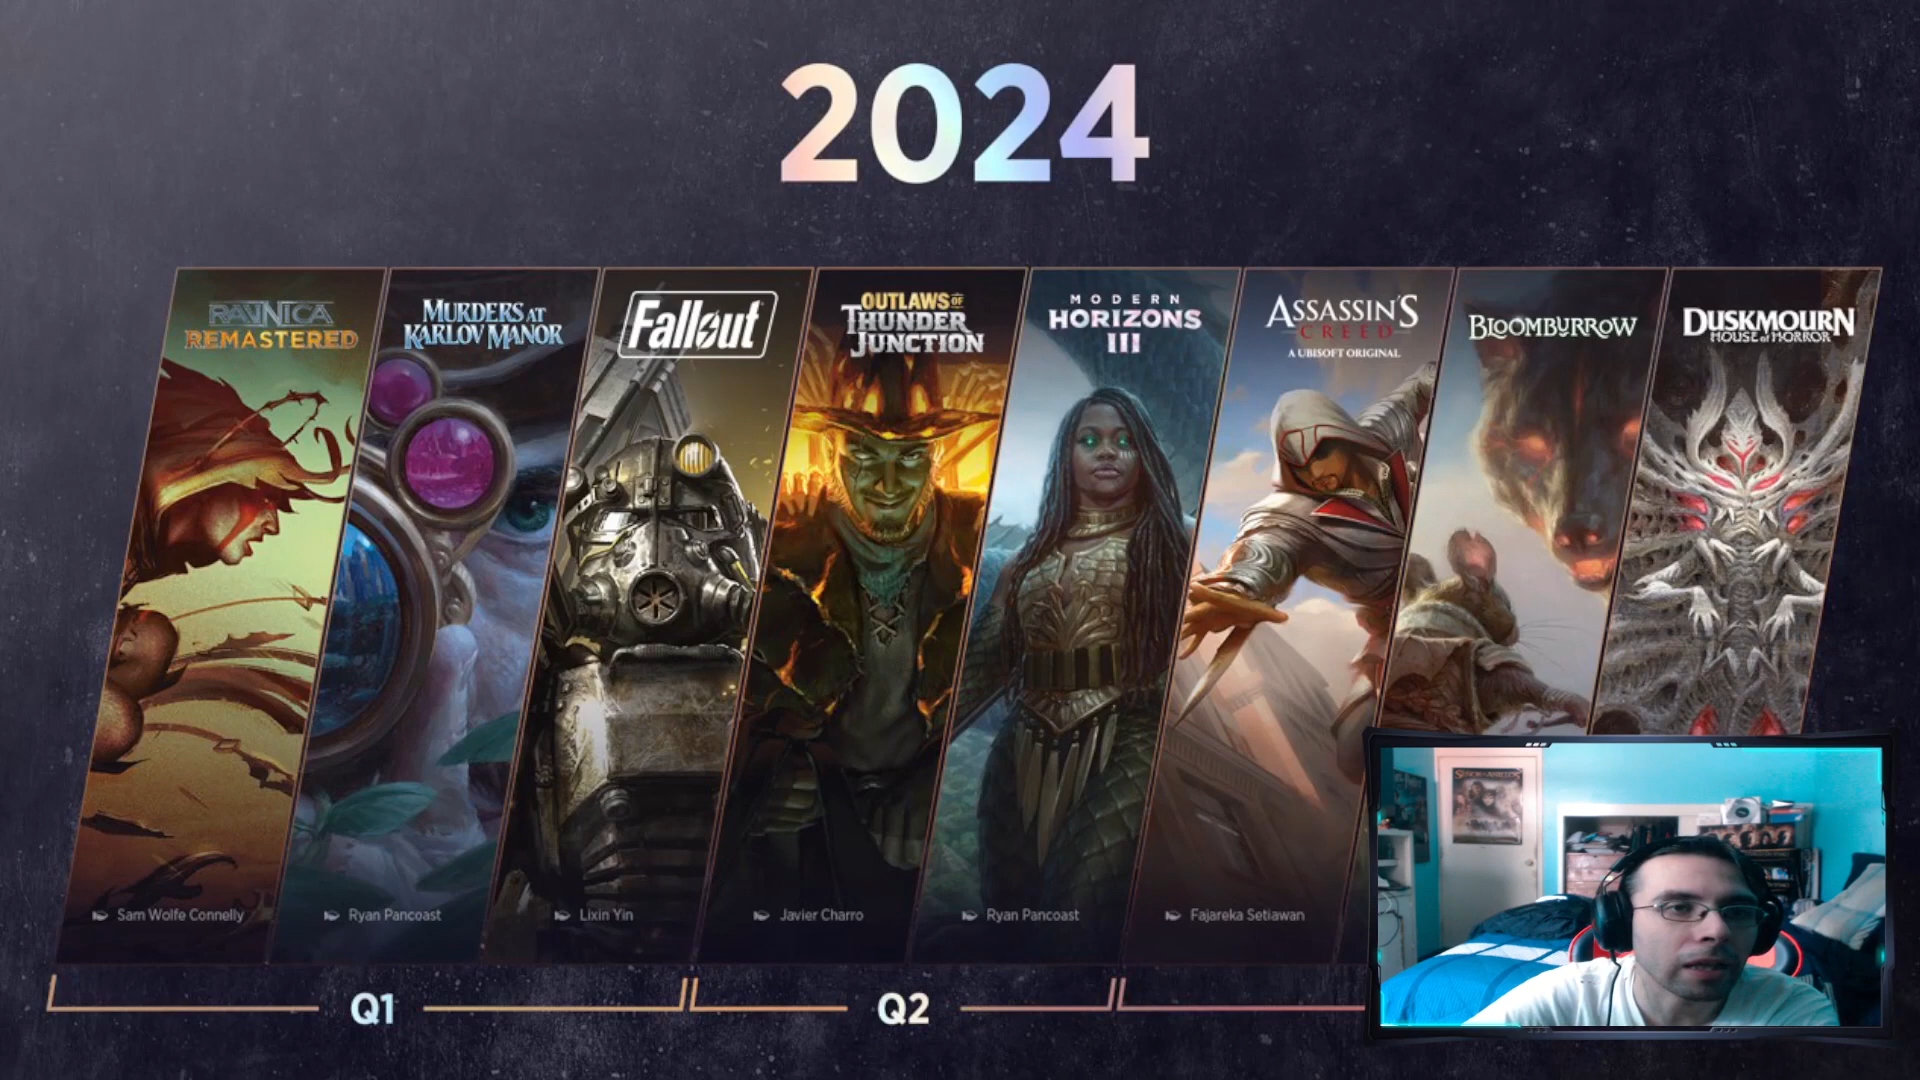 2024
RAVNICA
REMASTERED
MURDERS AT
KARLOV MANOR
Fallout
OUTLAWS OF
THUNDER
JUNCTION
MODERN
HORIZONS
III
ASSASSIN'S
CREED
A UBISOFT ORIGINAL
BLOOMBURROW
DUSKMOURN
HOUSE of HORROR
Sam Wolfe Connelly
Ryan Pancoast
Lixin Yin
Javier Charro
Ryan Pancoast
Fajareka Setiawan
Q1
Q2